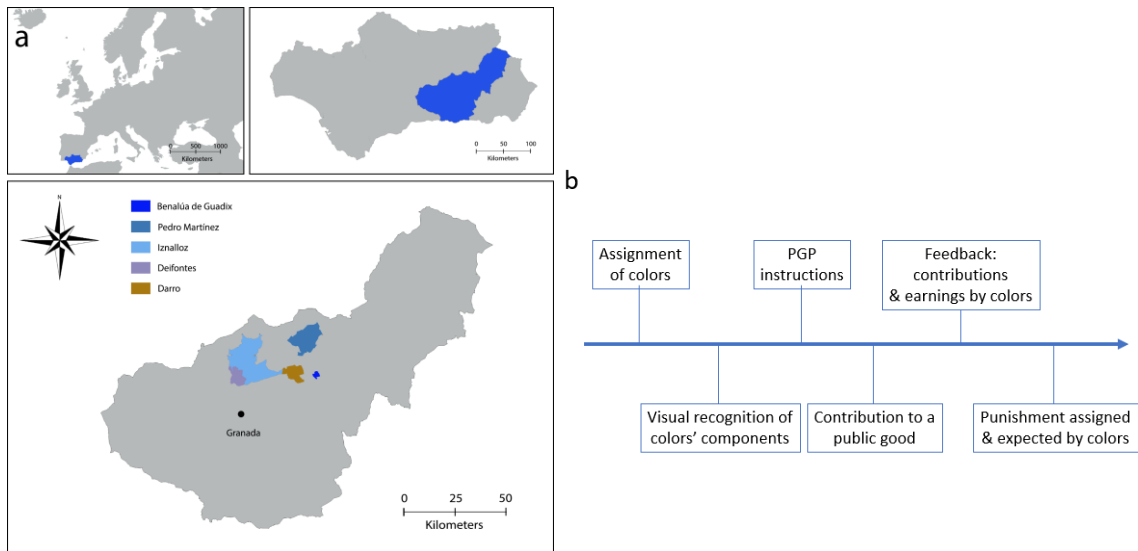 a
0 500 1000
Kilometers
0 50 100
Kilometers
N
Benalúa de Guadix
Pedro Martínez
Iznalloz
Deifontes
Darro
Granada
0 25 50
Kilometers
b
Assignment
of colors
PGP
instructions
Feedback:
contributions
& earnings by colors
Visual recognition of
colors’ components
Contribution to a
public good
Punishment assigned
& expected by colors